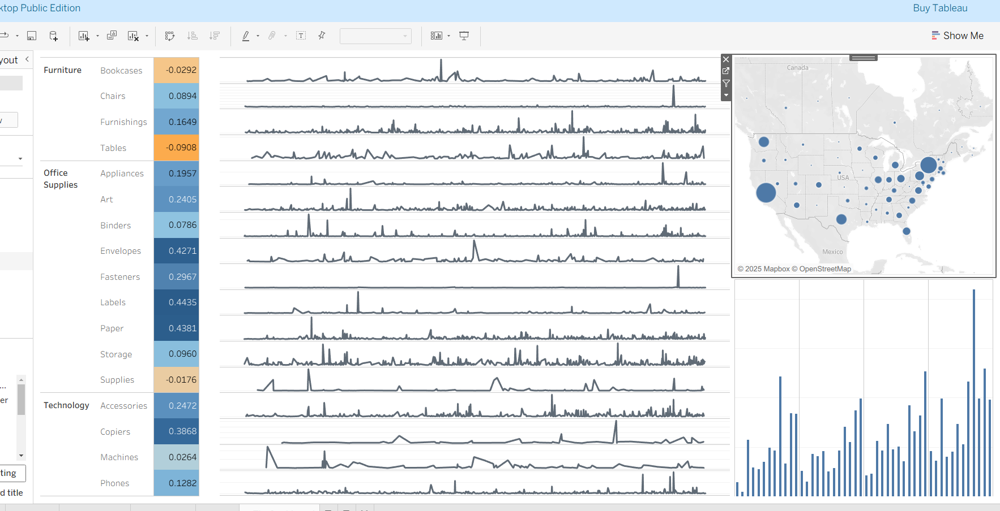 ktop Public Edition
Buy Tableau
Show Me
yout
w
...
er
ting
d title
Furniture
Bookcases -0.0292
Chairs 0.0894
Furnishings 0.1649
Tables -0.0908
Office
Supplies
Appliances 0.1957
Art 0.2405
Binders 0.0786
Envelopes 0.4271
Fasteners 0.2967
Labels 0.4435
Paper 0.4381
Storage 0.0960
Supplies -0.0176
Technology
Accessories 0.2472
Copiers 0.3868
Machines 0.0264
Phones 0.1282
Canada
USA
Mexico
© 2025 Mapbox © OpenStreetMap